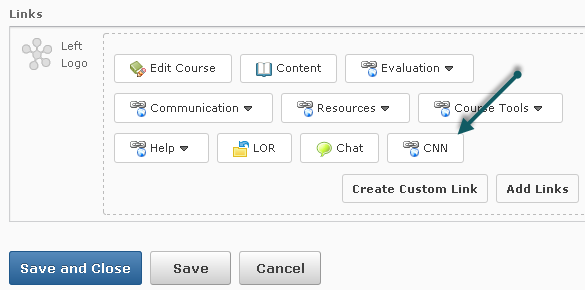 Links
Left
Logo
Edit Course Content Evaluation
Communication Resources Course Tools
Help LOR Chat CNN
Create Custom Link Add Links
Save and Close Save Cancel